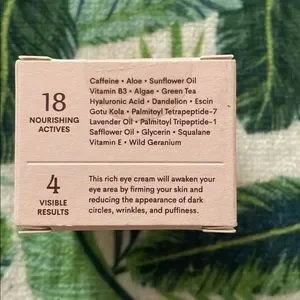 18
NOURISHING
ACTIVES
Caffeine • Aloe • Sunflower Oil
Vitamin B3 • Algae • Green Tea
Hyaluronic Acid • Dandelion • Escin
Gotu Kola • Palmitoyl Tetrapeptide-7
Lavender Oil • Palmitoyl Tripeptide-1
Safflower Oil • Glycerin • Squalane
Vitamin E • Wild Geranium
4
VISIBLE
RESULTS
This rich eye cream will awaken your
eye area by firming your skin and
reducing the appearance of dark
circles, wrinkles, and puffiness.